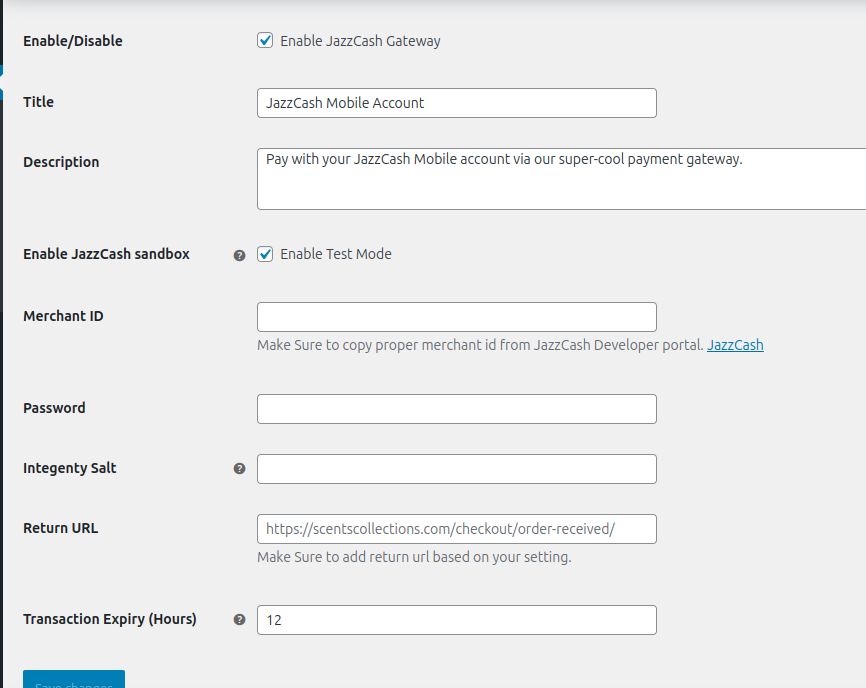 Enable/Disable
Enable JazzCash Gateway
Title
JazzCash Mobile Account
Description
Pay with your JazzCash Mobile account via our super-cool payment gateway.
Enable JazzCash sandbox ?
Enable Test Mode
Merchant ID
Make Sure to copy proper merchant id from JazzCash Developer portal. JazzCash
Password
Integenty Salt ?
Return URL
https://scentscollections.com/checkout/order-received/
Make Sure to add return url based on your setting.
Transaction Expiry (Hours) ?
12
Save changes